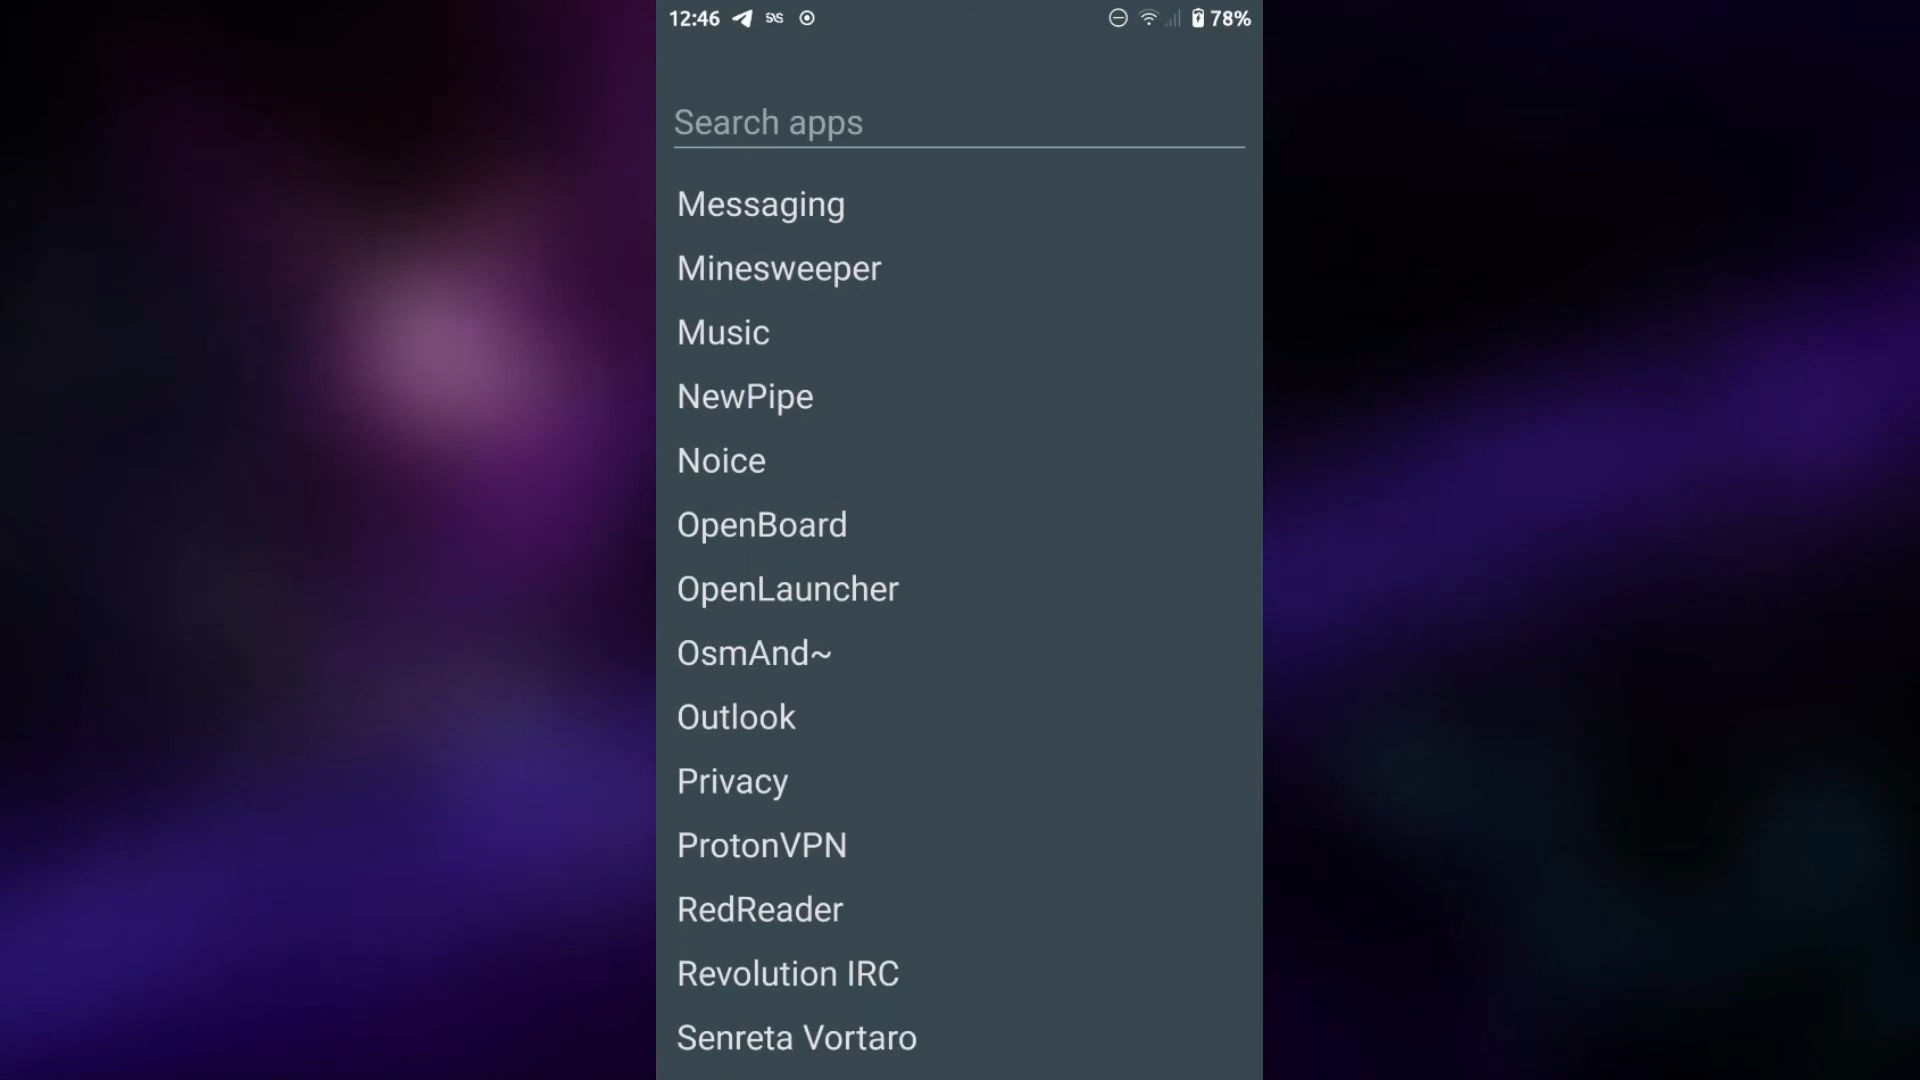 12:46
78%
Search apps
Messaging
Minesweeper
Music
NewPipe
Noice
OpenBoard
OpenLauncher
OsmAnd~
Outlook
Privacy
ProtonVPN
RedReader
Revolution IRC
Senreta Vortaro